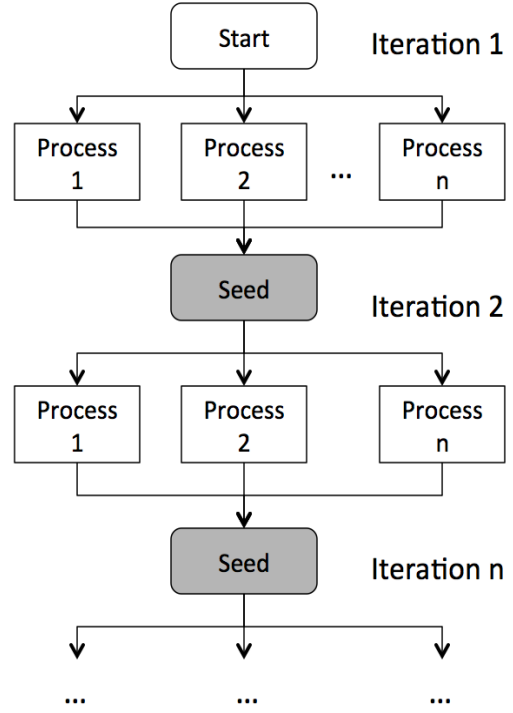 Start
Iteration 1
Process
1
Process
2
...
Process
n
Seed
Iteration 2
Process
1
Process
2
Process
n
Seed
Iteration n
...
...
...